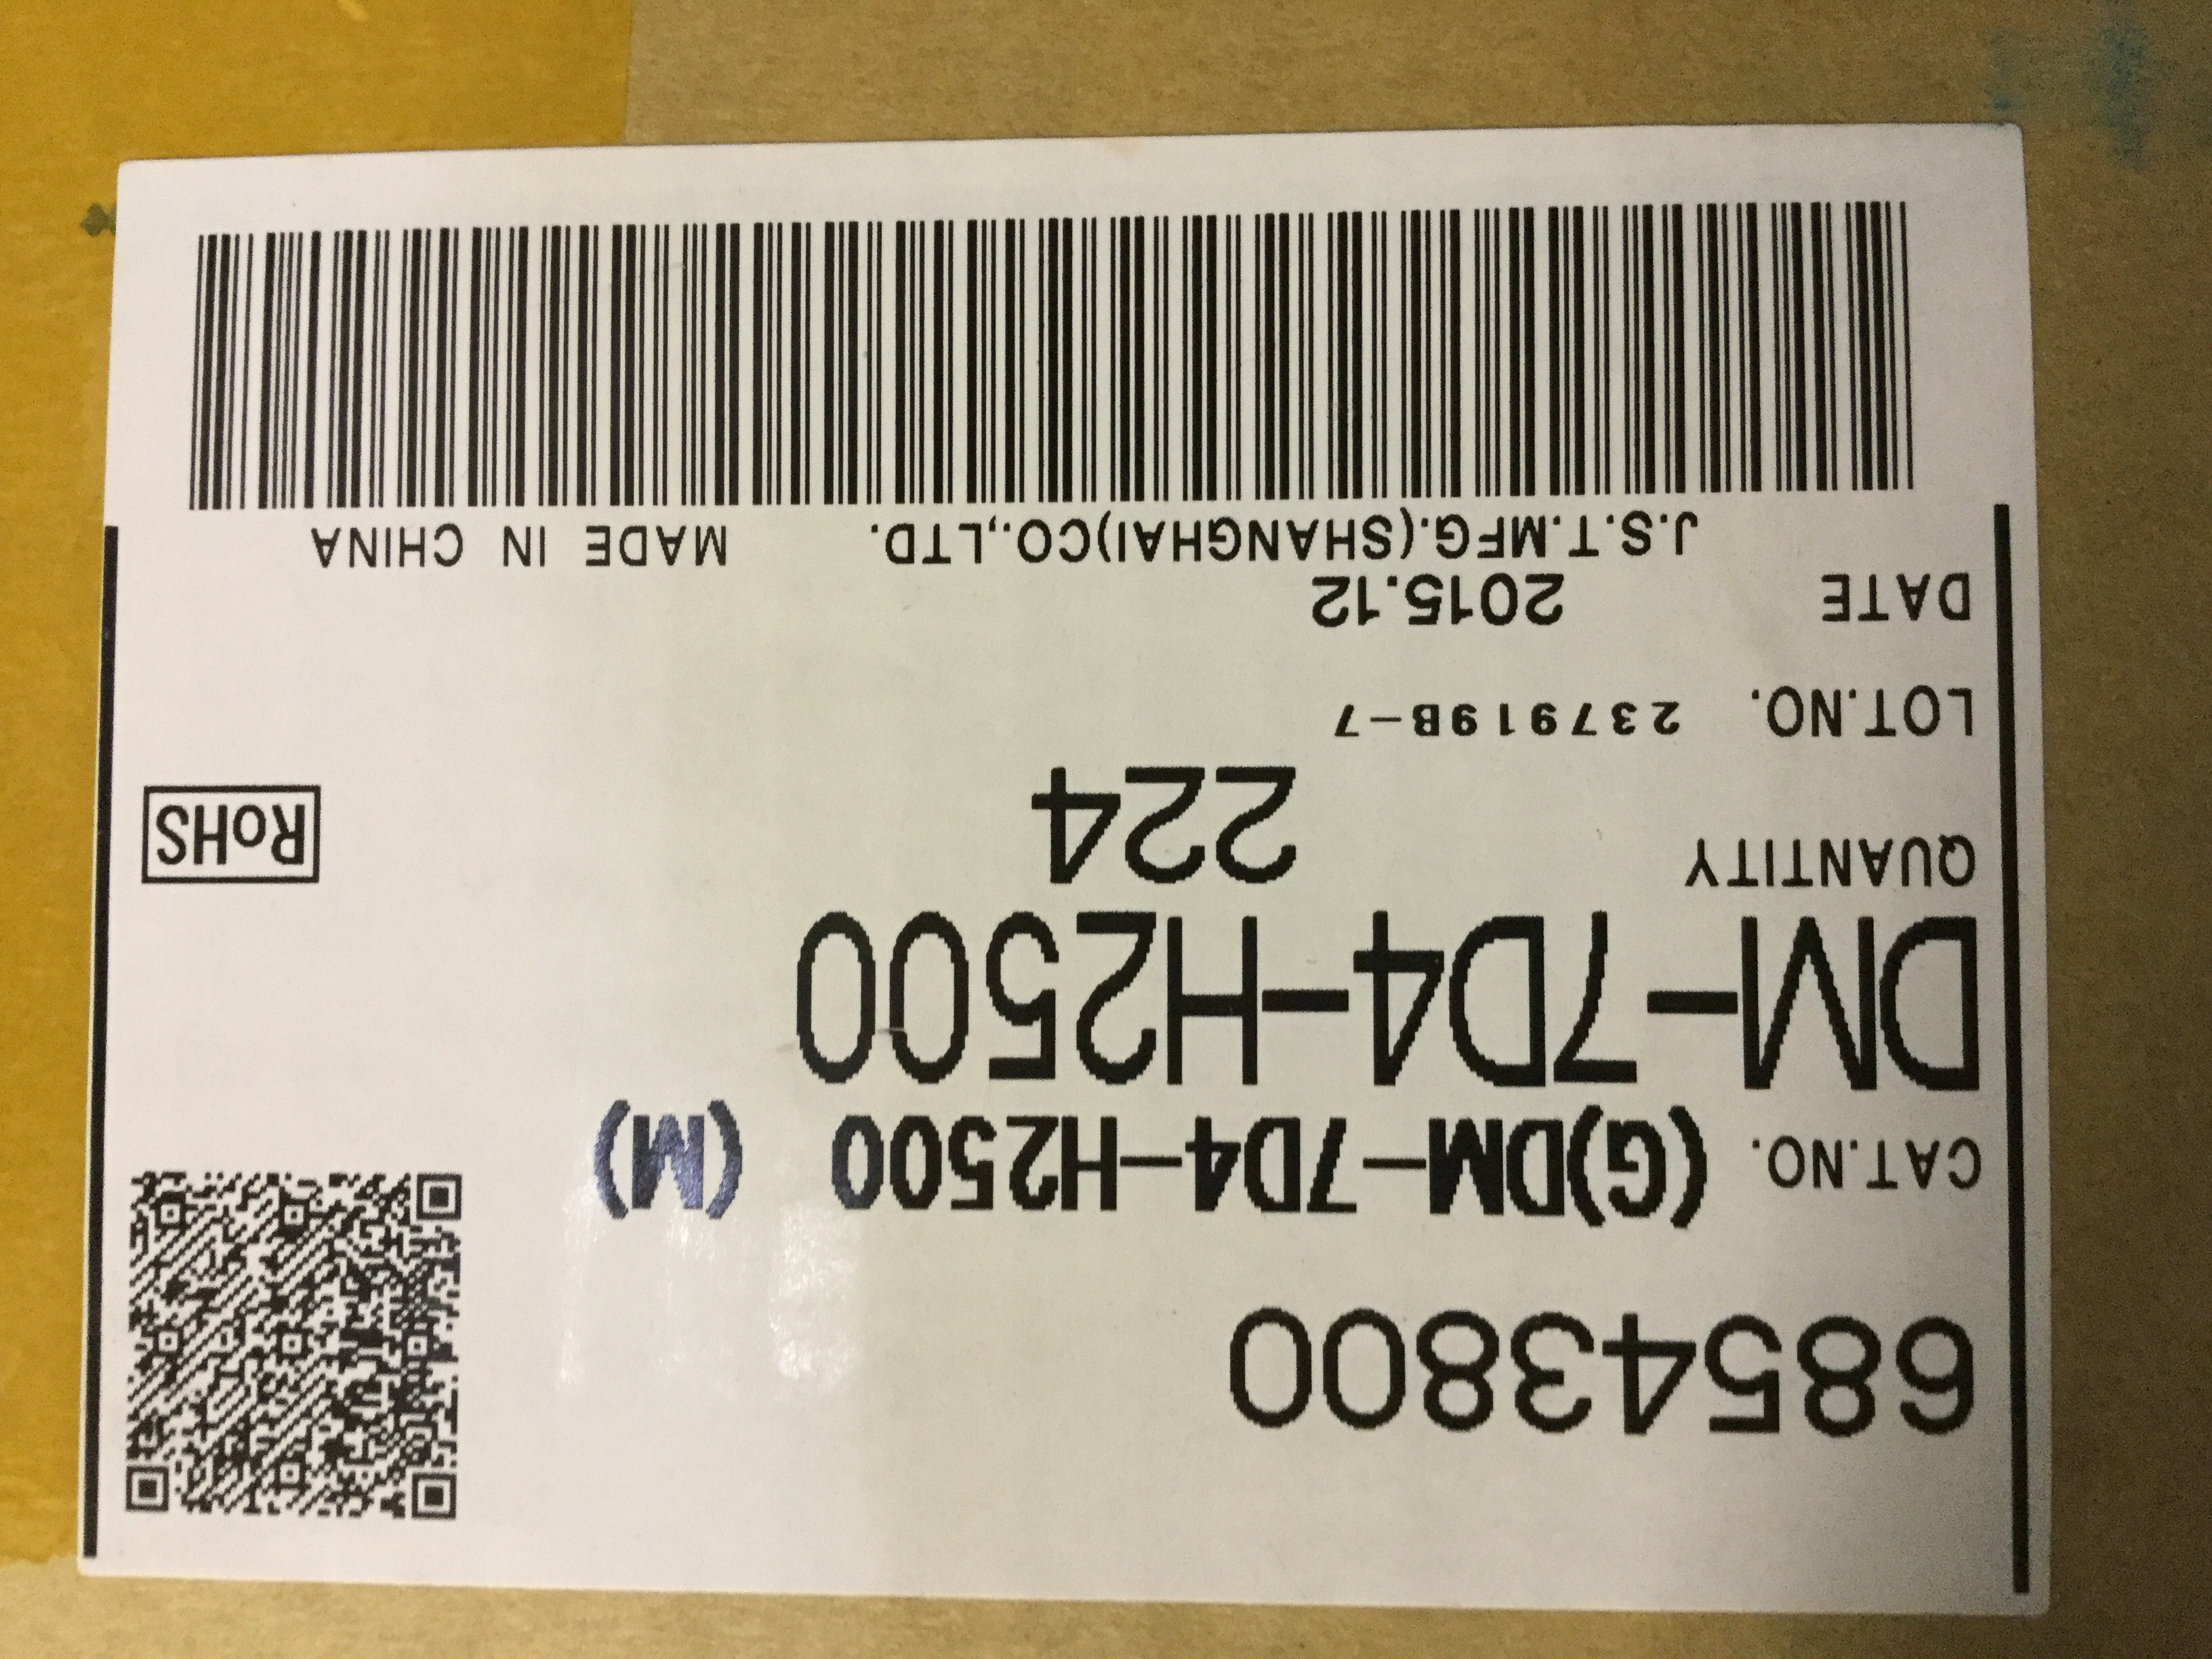 68543800
CAT.NO. (G)DM-7D4-H2500 (M)
DM-7D4-H2500
QUANTITY 224
RoHS
LOT.NO. 237919B-7
DATE 2015.12
J.S.T.MFG.(SHANGHAI)CO.,LTD. MADE IN CHINA